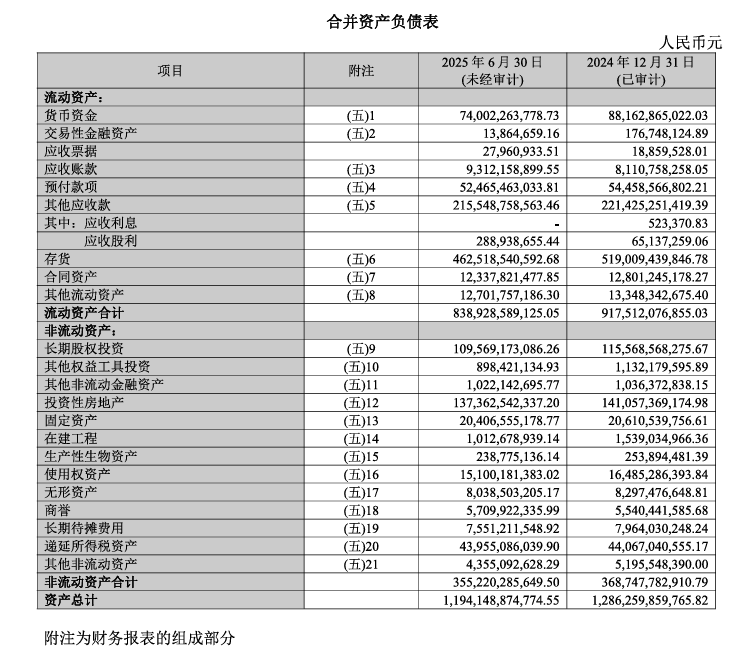 合并资产负债表
人民币元
项目 附注 2025 年 6 月 30 日 (未经审计) 2024 年 12 月 31 日 (已审计)
流动资产：
货币资金 (五)1 74,002,263,778.73 88,162,865,022.03
交易性金融资产 (五)2 13,864,659.16 176,748,124.89
应收票据 27,960,933.51 18,859,528.01
应收账款 (五)3 9,312,158,899.55 8,110,758,258.05
预付款项 (五)4 52,465,463,033.81 54,458,566,802.21
其他应收款 (五)5 215,548,758,563.46 221,425,251,419.39
其中：应收利息 - 523,370.83
应收股利 288,938,655.44 65,137,259.06
存货 (五)6 462,518,540,592.68 519,009,439,846.78
合同资产 (五)7 12,337,821,477.85 12,801,245,178.27
其他流动资产 (五)8 12,701,757,186.30 13,348,342,675.40
流动资产合计 838,928,589,125.05 917,512,076,855.03
非流动资产：
长期股权投资 (五)9 109,569,173,086.26 115,568,568,275.67
其他权益工具投资 (五)10 898,421,134.93 1,132,179,595.89
其他非流动金融资产 (五)11 1,022,142,695.77 1,036,372,838.15
投资性房地产 (五)12 137,362,542,337.20 141,057,369,174.98
固定资产 (五)13 20,406,555,178.77 20,610,539,756.61
在建工程 (五)14 1,012,678,939.14 1,539,034,966.36
生产性生物资产 (五)15 238,775,136.14 253,894,481.39
使用权资产 (五)16 15,100,181,383.02 16,485,286,393.84
无形资产 (五)17 8,038,503,205.17 8,297,476,648.81
商誉 (五)18 5,709,922,335.99 5,540,441,585.68
长期待摊费用 (五)19 7,551,211,548.92 7,964,030,248.24
递延所得税资产 (五)20 43,955,086,039.90 44,067,040,555.17
其他非流动资产 (五)21 4,355,092,628.29 5,195,548,390.00
非流动资产合计 355,220,285,649.50 368,747,782,910.79
资产总计 1,194,148,874,774.55 1,286,259,859,765.82
附注为财务报表的组成部分